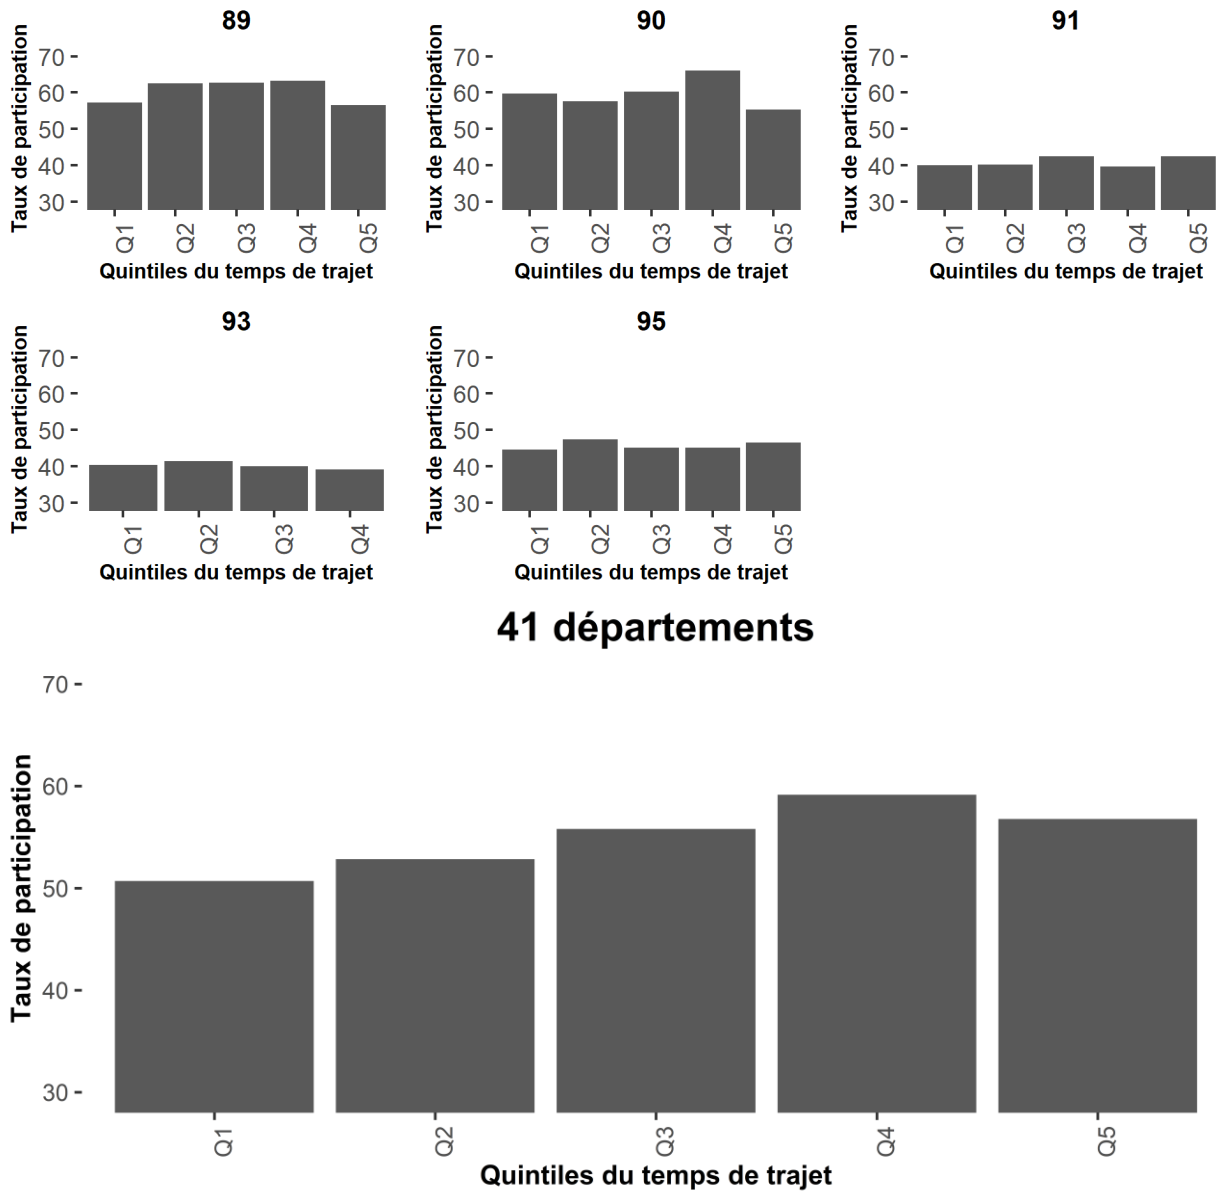 89
Taux de participation
70
60
50
40
30
Q1 Q2 Q3 Q4 Q5
Quintiles du temps de trajet
90
Taux de participation
70
60
50
40
30
Q1 Q2 Q3 Q4 Q5
Quintiles du temps de trajet
91
Taux de participation
70
60
50
40
30
Q1 Q2 Q3 Q4 Q5
Quintiles du temps de trajet
93
Taux de participation
70
60
50
40
30
Q1 Q2 Q3 Q4
Quintiles du temps de trajet
95
Taux de participation
70
60
50
40
30
Q1 Q2 Q3 Q4 Q5
Quintiles du temps de trajet
41 départements
Taux de participation
70
60
50
40
30
Q1 Q2 Q3 Q4 Q5
Quintiles du temps de trajet